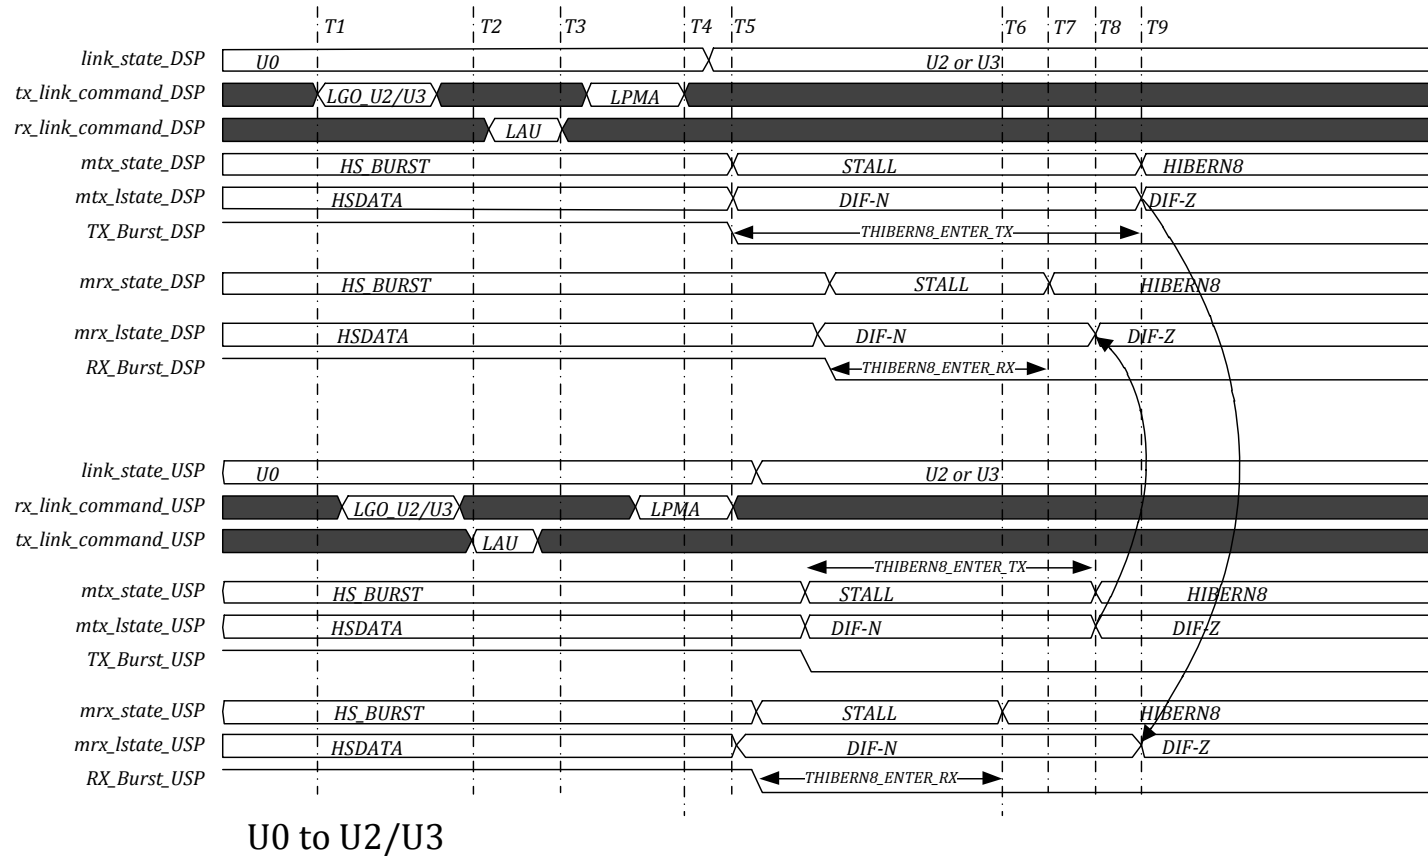 T1 T2 T3 T4 T5 T6 T7 T8 T9
link_state_DSP U0 U2 or U3
tx_link_command_DSP LGO_U2/U3 LPMA
rx_link_command_DSP LAU
mtx_state_DSP HS_BURST STALL HIBERN8
mtx_lstate_DSP HSDATA DIF-N DIF-Z
TX_Burst_DSP THIBERN8_ENTER_TX
mrx_state_DSP HS_BURST STALL HIBERN8
mrx_lstate_DSP HSDATA DIF-N DIF-Z
RX_Burst_DSP THIBERN8_ENTER_RX
link_state_USP U0 U2 or U3
rx_link_command_USP LGO_U2/U3 LPMA
tx_link_command_USP LAU
THIBERN8_ENTER_TX
mtx_state_USP HS_BURST STALL HIBERN8
mtx_lstate_USP HSDATA DIF-N DIF-Z
TX_Burst_USP
mrx_state_USP HS_BURST STALL HIBERN8
mrx_lstate_USP HSDATA DIF-N DIF-Z
RX_Burst_USP THIBERN8_ENTER_RX
U0 to U2/U3